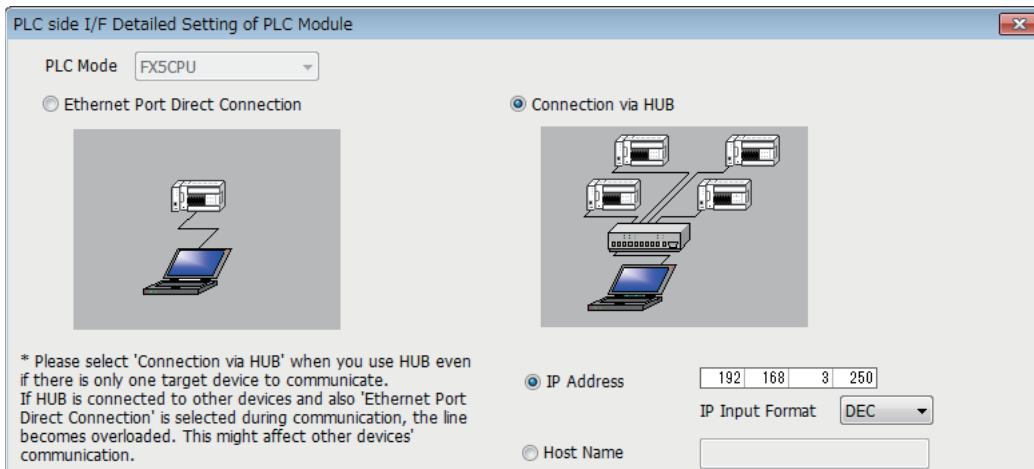 PLC side I/F Detailed Setting of PLC Module
PLC Mode FX5CPU
Ethernet Port Direct Connection
Connection via HUB
* Please select 'Connection via HUB' when you use HUB even
if there is only one target device to communicate.
If HUB is connected to other devices and also 'Ethernet Port
Direct Connection' is selected during communication, the line
becomes overloaded. This might affect other devices'
communication.
IP Address 192 168 3 250
IP Input Format DEC
Host Name